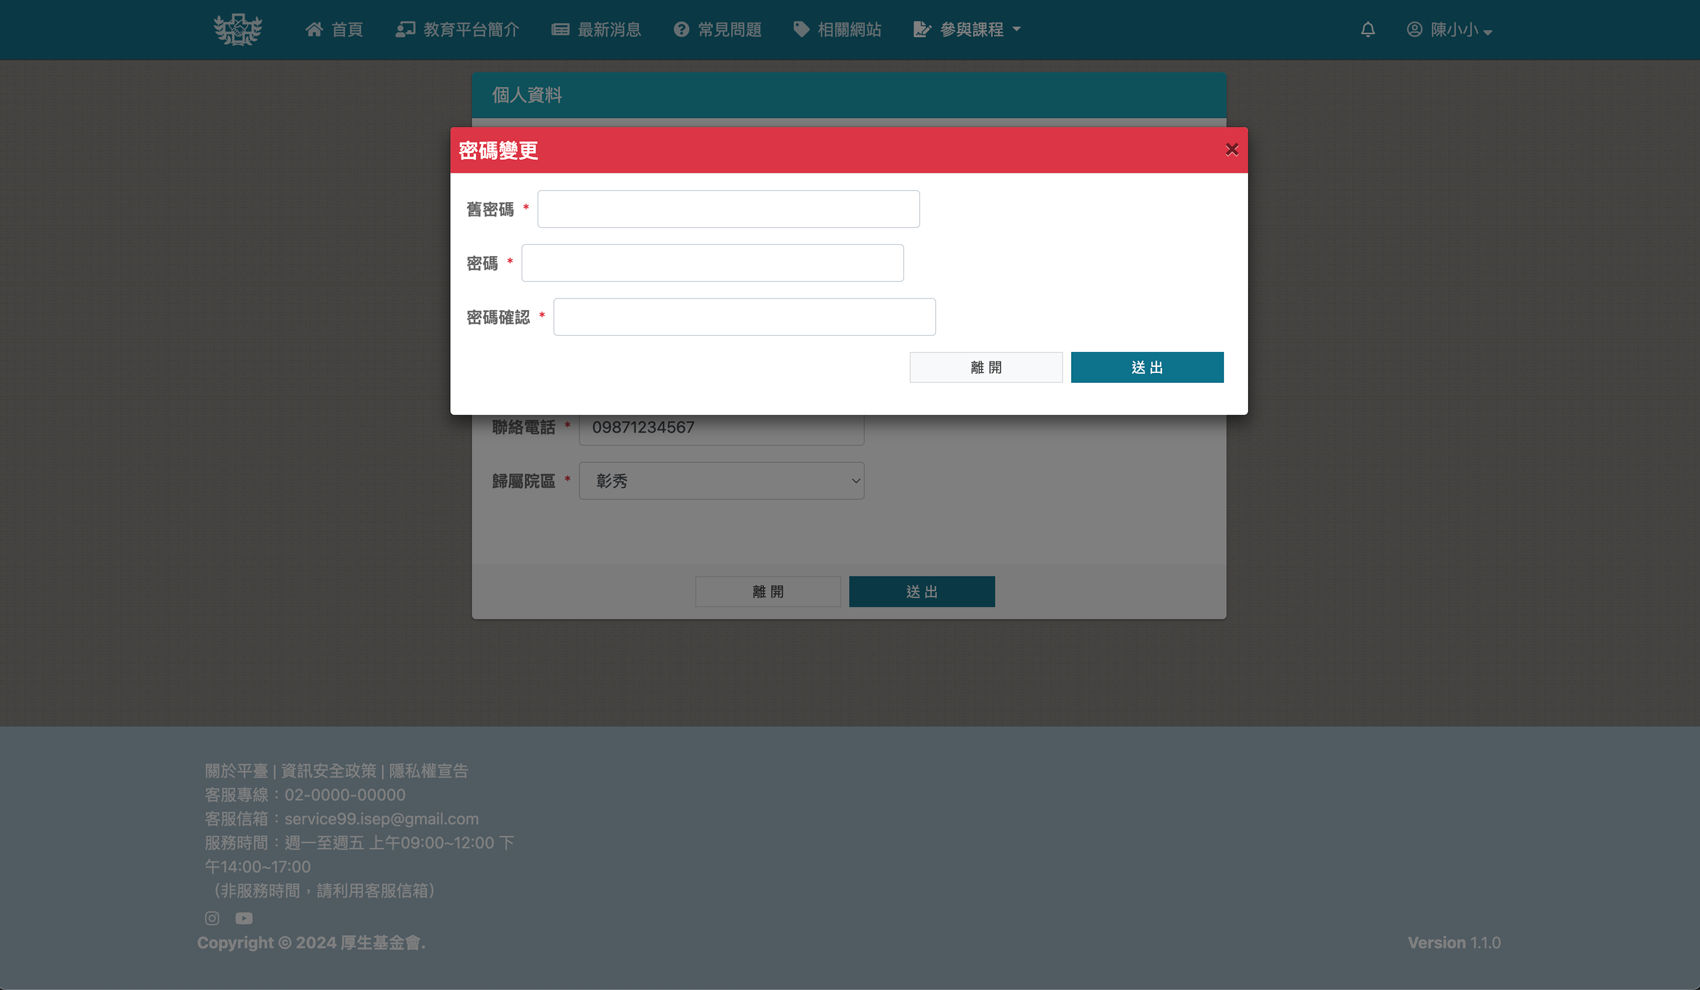 首頁
教育平台簡介
最新消息
常見問題
相關網站
參與課程
陳小小
個人資料
密碼變更
舊密碼 *
密碼 *
密碼確認 *
離開
送出
聯絡電話 * 09871234567
歸屬院區 * 彰秀
離開
送出
關於平臺 | 資訊安全政策 | 隱私權宣告
客服專線：02-0000-00000
客服信箱：service99.isep@gmail.com
服務時間：週一至週五 上午09:00~12:00 下
午14:00~17:00
（非服務時間，請利用客服信箱）
Copyright © 2024 厚生基金會.
Version 1.1.0